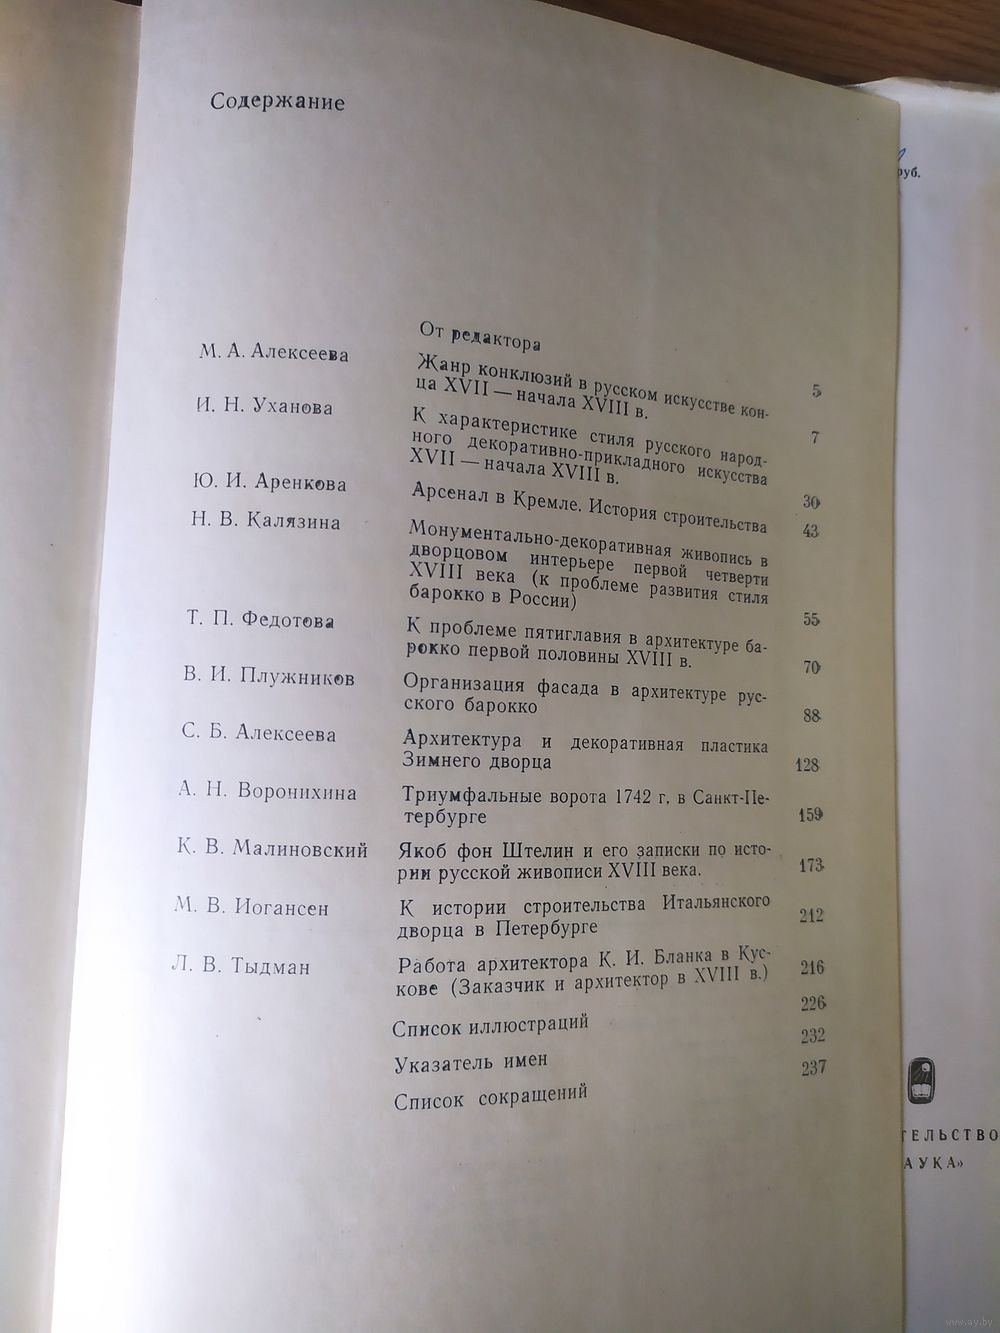 Содержание
От редактора 5
М. А. Алексеева Жанр конклюзий в русском искусстве кон-
ца XVII — начала XVIII в. 7
И. Н. Уханова К характеристике стиля русского народ-
ного декоративно-прикладного искусства
XVII — начала XVIII в. 30
Ю. И. Аренкова Арсенал в Кремле. История строительства 43
Н. В. Калязина Монументально-декоративная живопись в
дворцовом интерьере первой четверти
XVIII века (к проблеме развития стиля
барокко в России) 55
Т. П. Федотова К проблеме пятиглавия в архитектуре ба-
рокко первой половины XVIII в. 70
В. И. Плужников Организация фасада в архитектуре рус-
ского барокко 88
С. Б. Алексеева Архитектура и декоративная пластика
Зимнего дворца 128
А. Н. Воронихина Триумфальные ворота 1742 г. в Санкт-Пе-
тербурге 159
К. В. Малиновский Якоб фон Штелин и его записки по исто-
рии русской живописи XVIII века. 173
М. В. Иогансен К истории строительства Итальянского
дворца в Петербурге 212
Л. В. Тыдман Работа архитектора К. И. Бланка в Кус-
кове (Заказчик и архитектор в XVIII в.) 216
Список иллюстраций 226
Указатель имен 232
Список сокращений 237
руб.
ТЕЛЬСТВО
АУКА»
www.ay.by